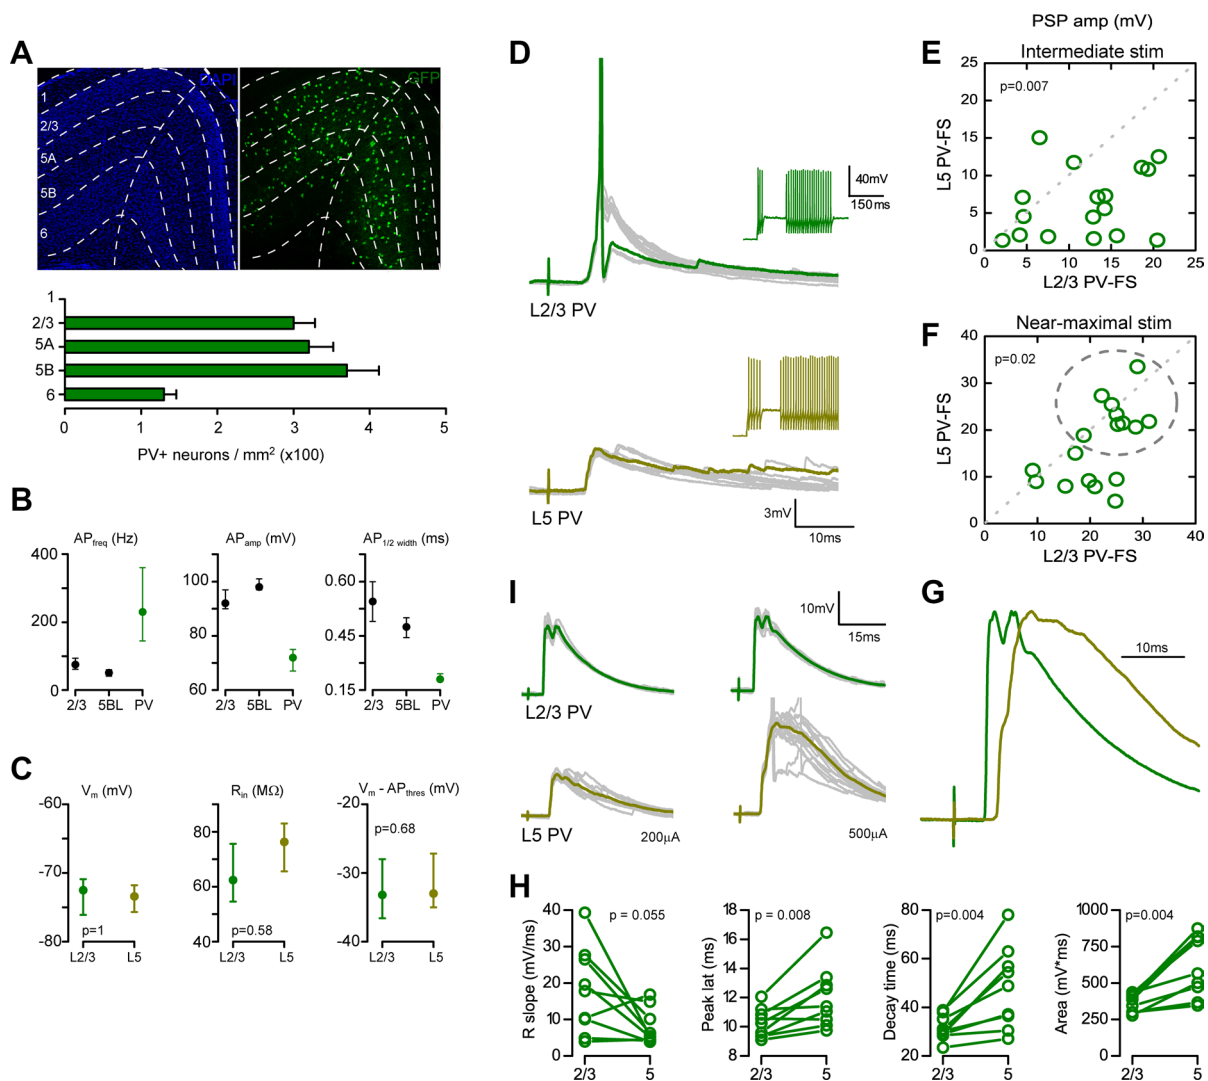 A
DAPI
GFP
1
2/3
5A
5B
6
1
2/3
5A
5B
6
0 1 2 3 4 5
PV+ neurons / mm² (x100)
B
APfreq (Hz)
400
200
0
2/3 5BL PV
APamp (mV)
100
90
80
70
60
2/3 5BL PV
AP1/2 width (ms)
0.60
0.45
0.30
0.15
2/3 5BL PV
C
Vm (mV)
-60
-70
-80
p=1
L2/3 L5
Rin (MΩ)
80
60
40
p=0.58
L2/3 L5
Vm - APthres (mV)
-20
-30
-40
p=0.68
L2/3 L5
D
40mV
150ms
L2/3 PV
L5 PV
3mV
10ms
PSP amp (mV)
E
Intermediate stim
p=0.007
L5 PV-FS
25
20
15
10
5
0
0 5 10 15 20 25
L2/3 PV-FS
F
Near-maximal stim
p=0.02
L5 PV-FS
40
30
20
10
0
0 10 20 30 40
L2/3 PV-FS
I
10mV
15ms
L2/3 PV
L5 PV
200µA
500µA
G
10ms
H
R slope (mV/ms)
p = 0.055
40
30
20
10
0
2/3 5
Peak lat (ms)
p = 0.008
18
16
14
12
10
8
2/3 5
Decay time (ms)
p=0.004
80
60
40
20
2/3 5
Area (mV*ms)
p=0.004
1000
750
500
250
0
2/3 5